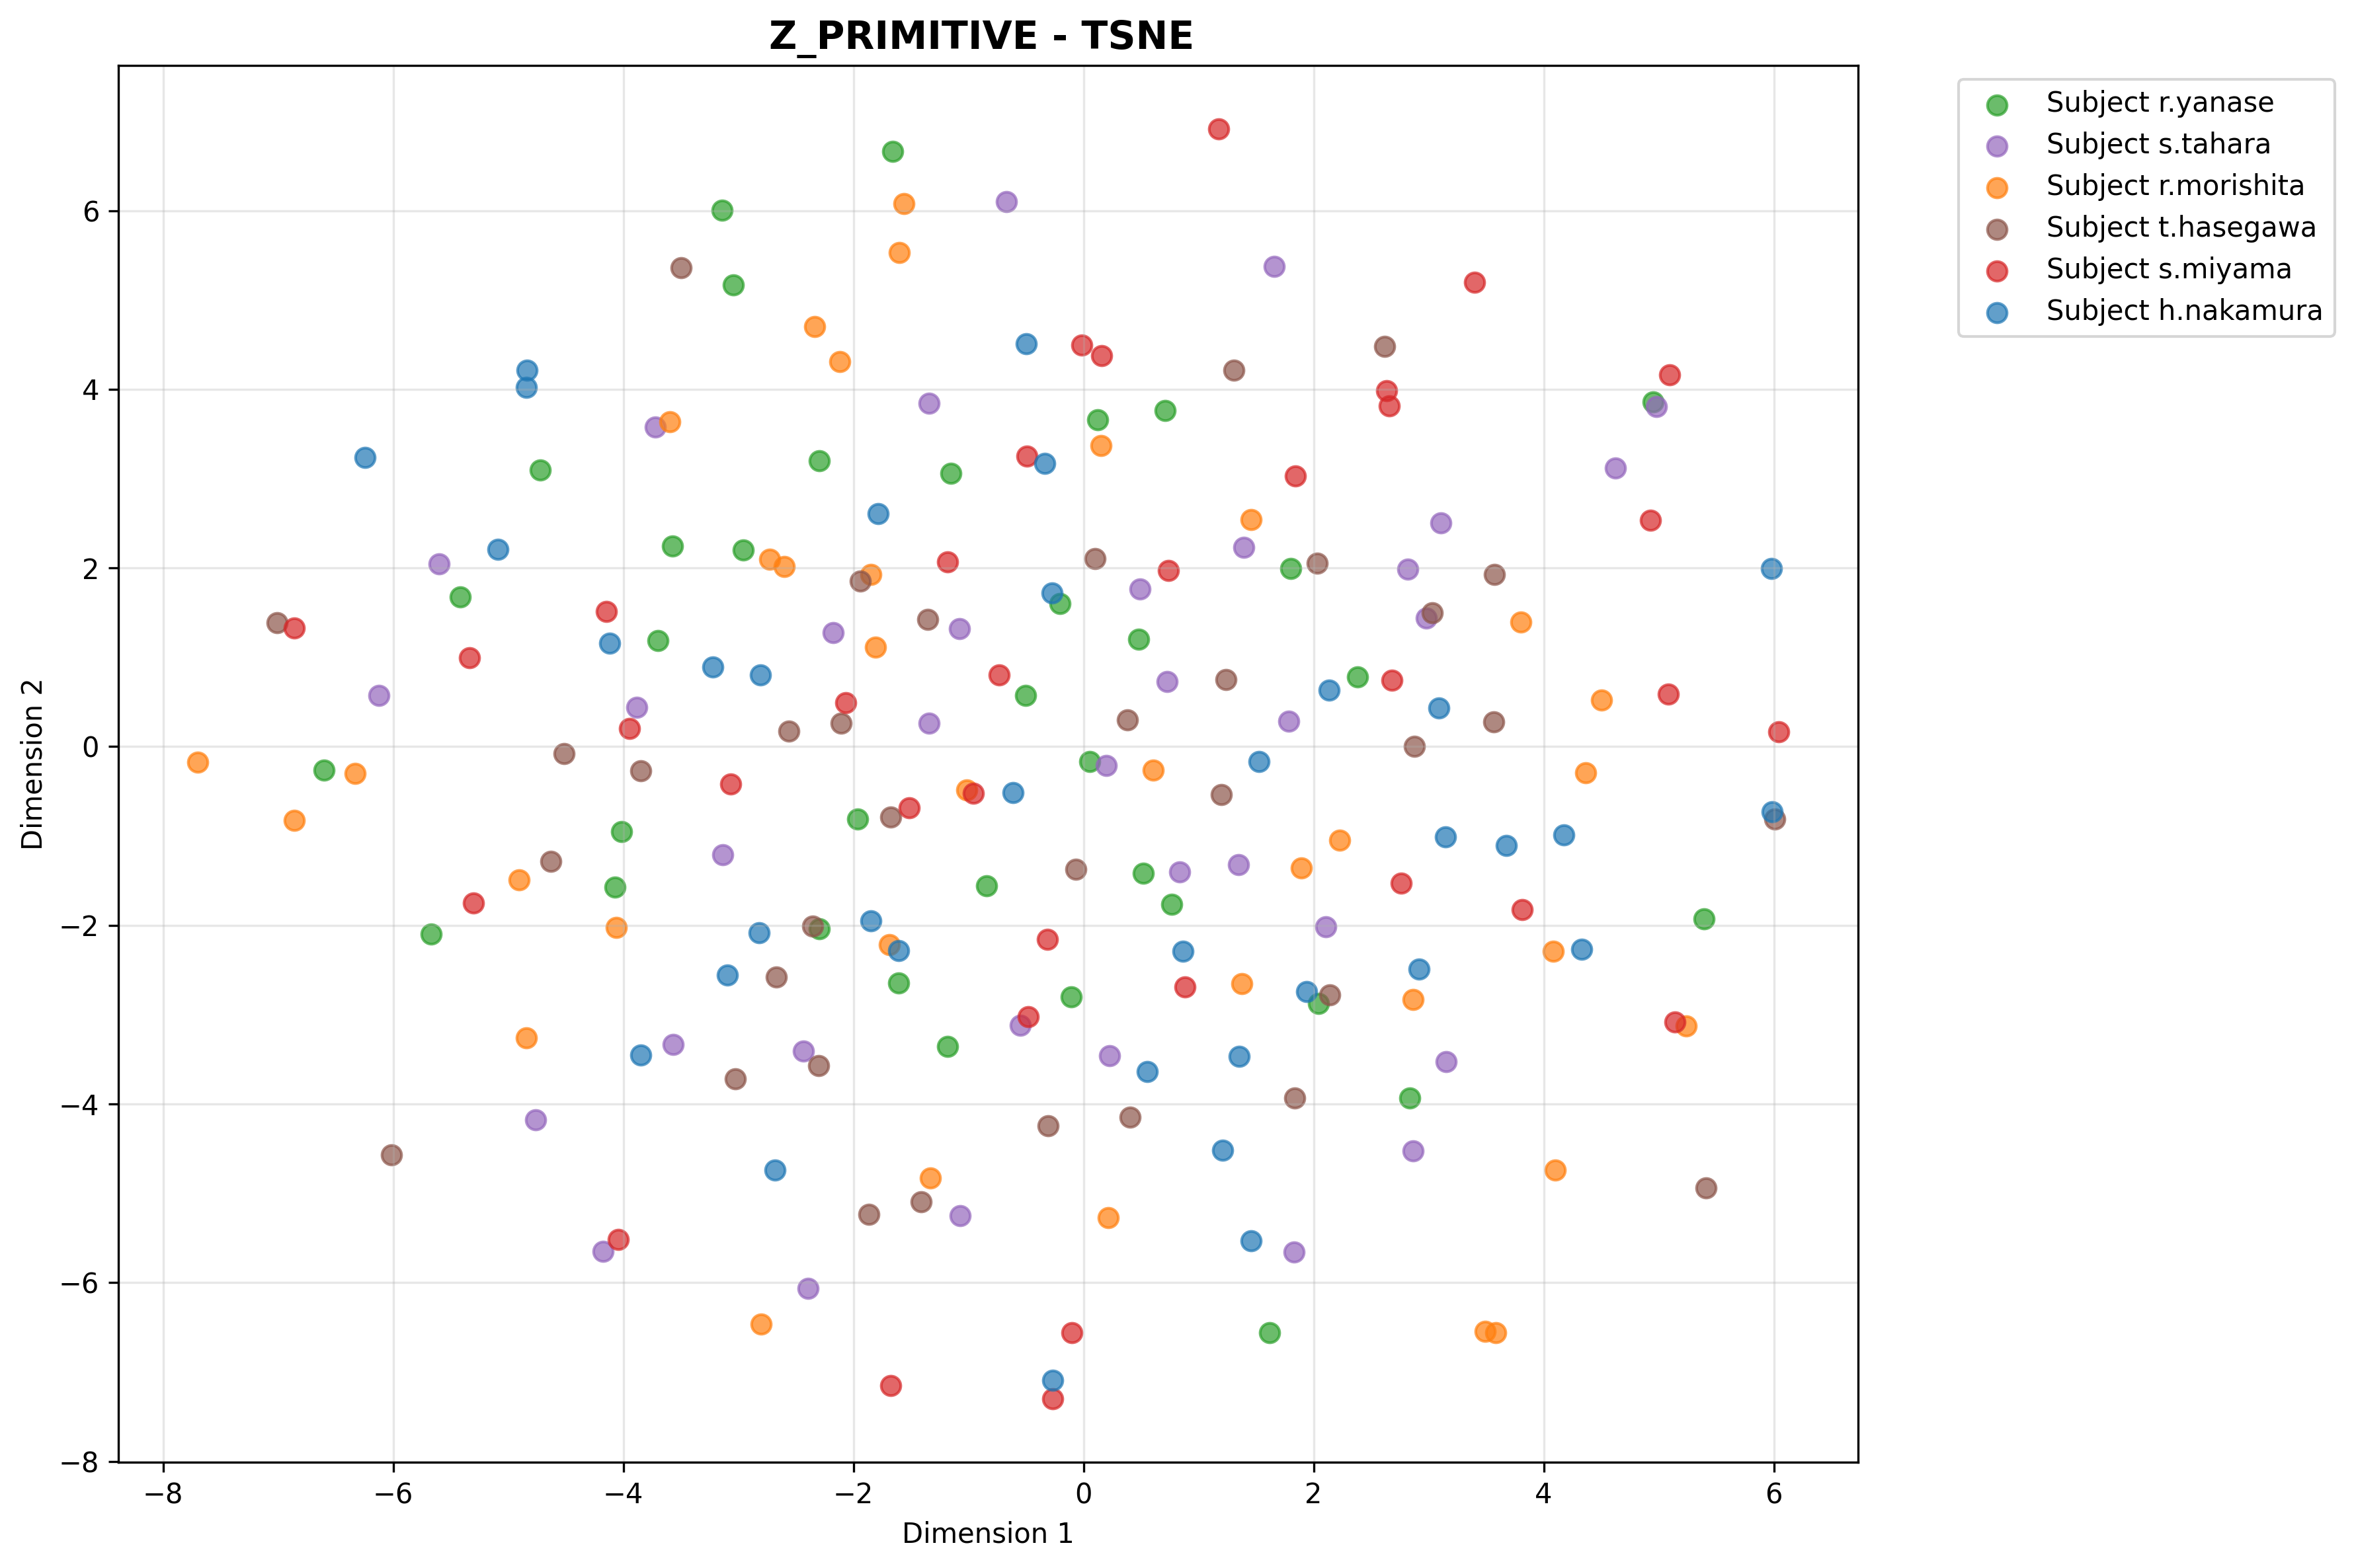 Z_PRIMITIVE - TSNE
Subject r.yanase
Subject s.tahara
Subject r.morishita
Subject t.hasegawa
Subject s.miyama
Subject h.nakamura
Dimension 2
6
4
2
0
−2
−4
−6
−8
−8 −6 −4 −2 0 2 4 6
Dimension 1